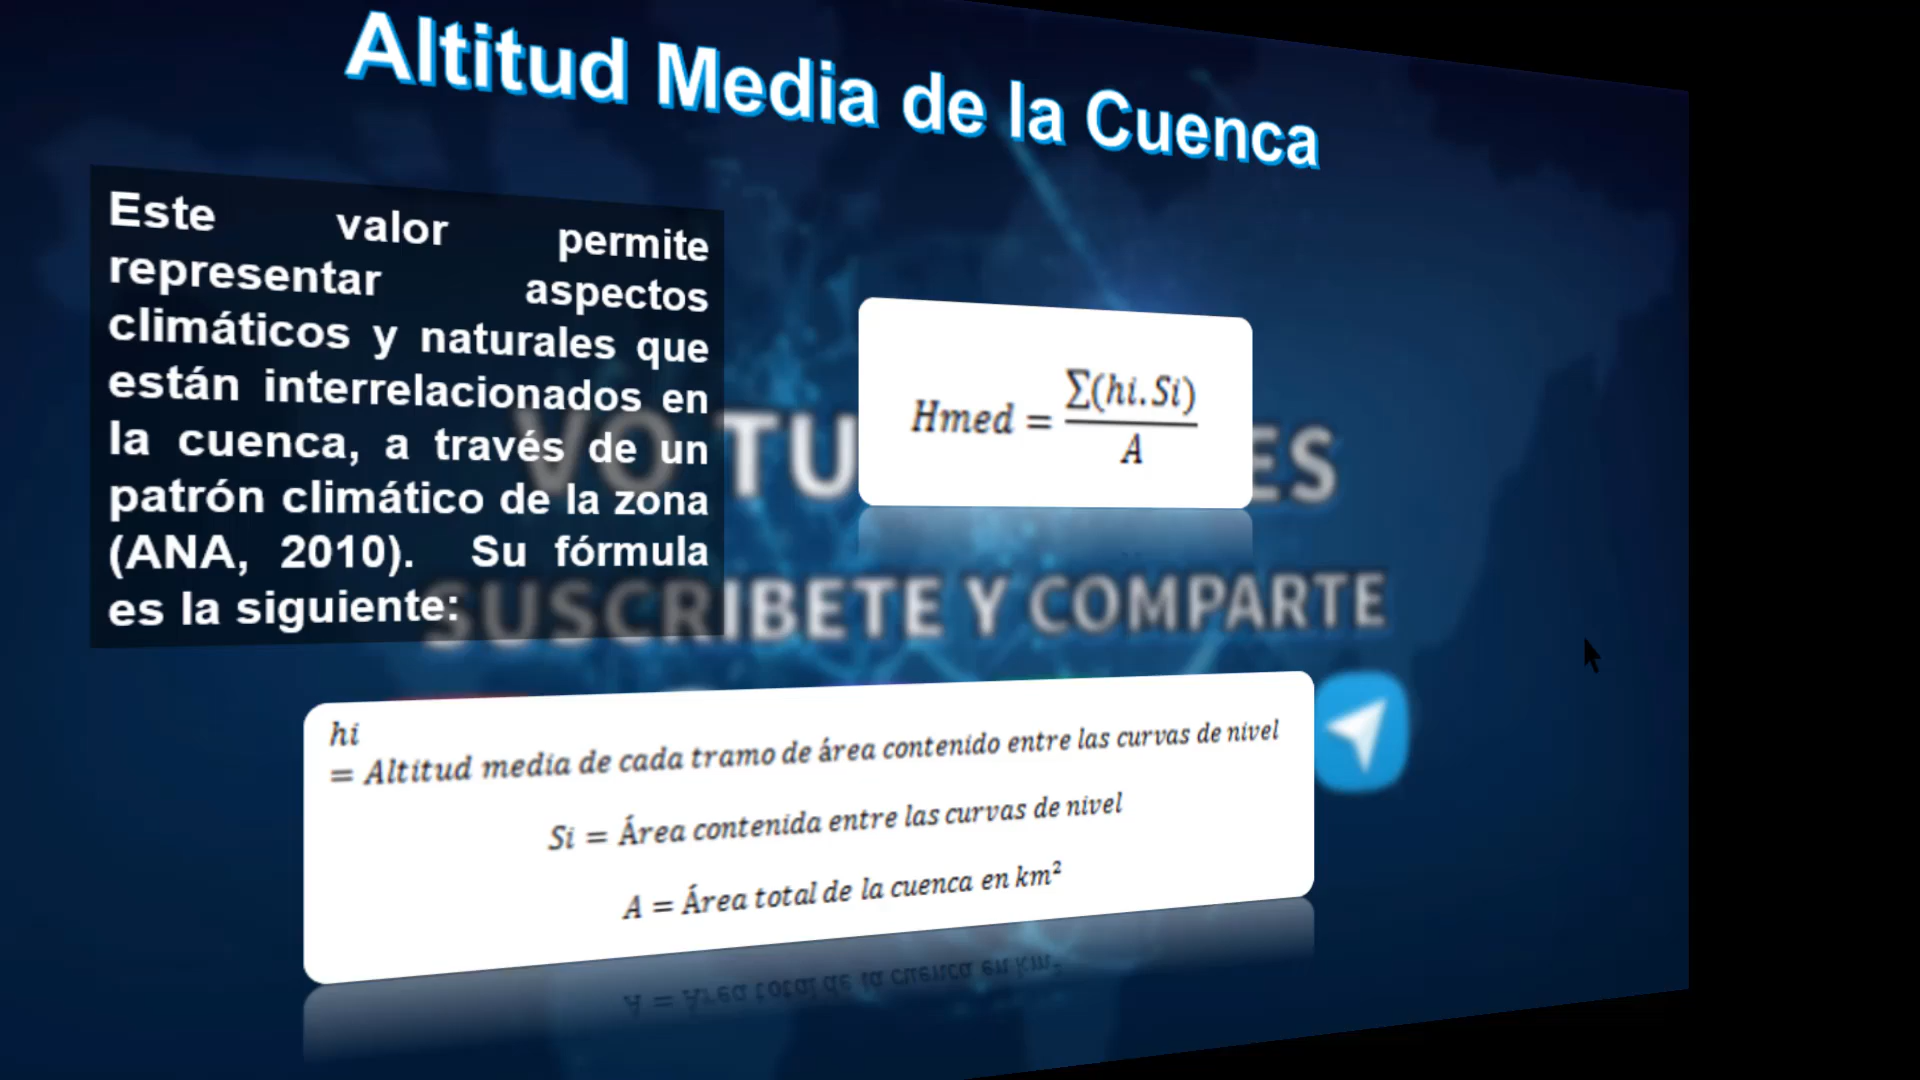 Altitud Media de la Cuenca
Este valor permite
representar aspectos
climáticos y naturales que
están interrelacionados en
la cuenca, a través de un
patrón climático de la zona
(ANA, 2010). Su fórmula
es la siguiente:
Hmed = ∑(hi.Si) / A
TU ES
SUSCRIBETE Y COMPARTE
hi
= Altitud media de cada tramo de área contenido entre las curvas de nivel
Si = Área contenida entre las curvas de nivel
A = Área total de la cuenca en km²